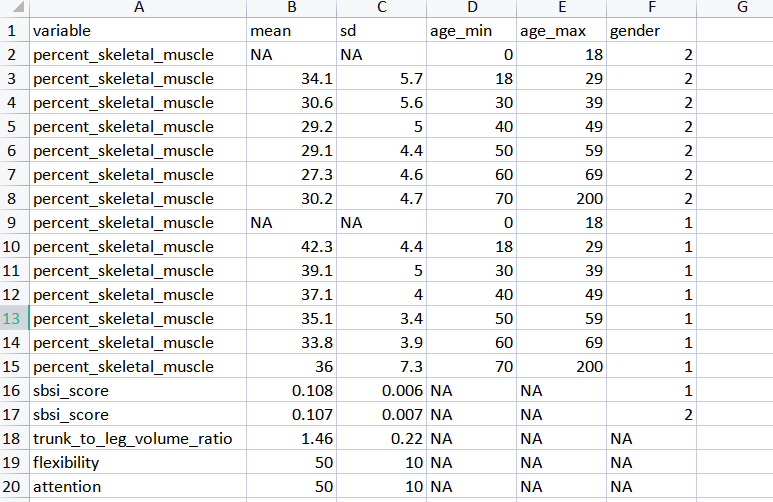 A B C D E F G
1 variable mean sd age_min age_max gender
2 percent_skeletal_muscle NA NA 0 18 2
3 percent_skeletal_muscle 34.1 5.7 18 29 2
4 percent_skeletal_muscle 30.6 5.6 30 39 2
5 percent_skeletal_muscle 29.2 5 40 49 2
6 percent_skeletal_muscle 29.1 4.4 50 59 2
7 percent_skeletal_muscle 27.3 4.6 60 69 2
8 percent_skeletal_muscle 30.2 4.7 70 200 2
9 percent_skeletal_muscle NA NA 0 18 1
10 percent_skeletal_muscle 42.3 4.4 18 29 1
11 percent_skeletal_muscle 39.1 5 30 39 1
12 percent_skeletal_muscle 37.1 4 40 49 1
13 percent_skeletal_muscle 35.1 3.4 50 59 1
14 percent_skeletal_muscle 33.8 3.9 60 69 1
15 percent_skeletal_muscle 36 7.3 70 200 1
16 sbsi_score 0.108 0.006 NA NA 1
17 sbsi_score 0.107 0.007 NA NA 2
18 trunk_to_leg_volume_ratio 1.46 0.22 NA NA NA
19 flexibility 50 10 NA NA NA
20 attention 50 10 NA NA NA